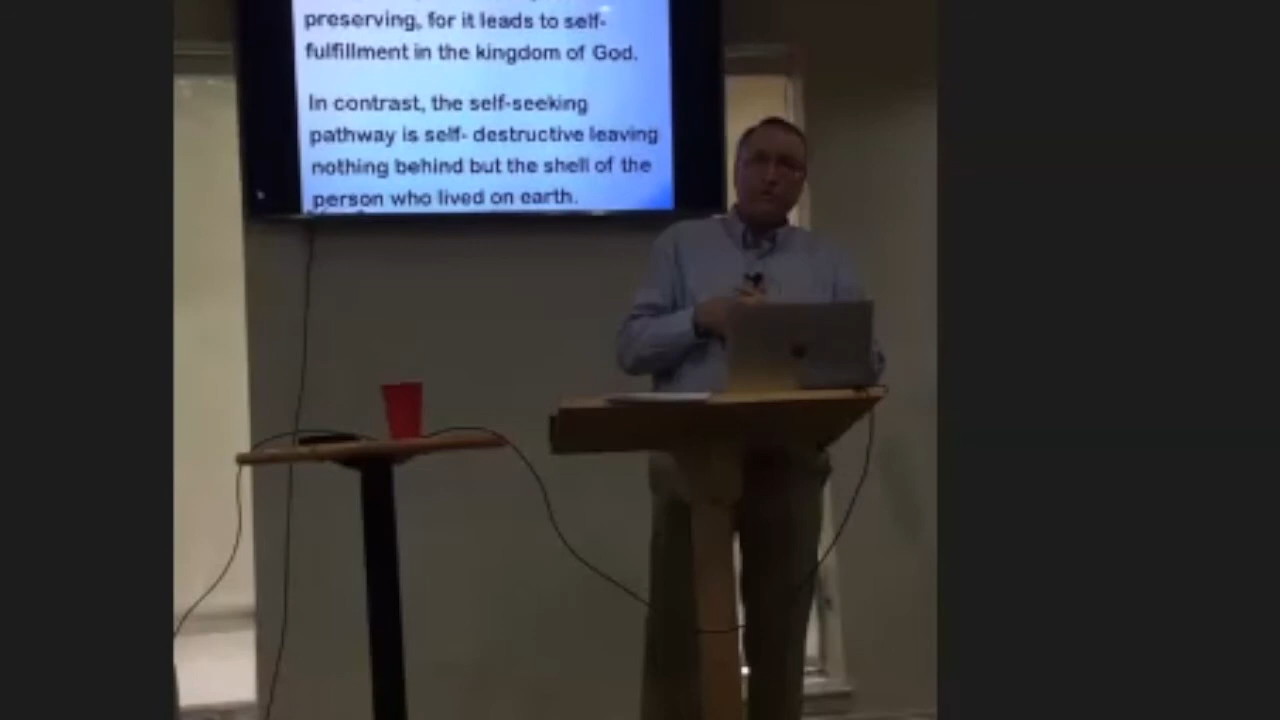 preserving, for it leads to self-
fulfillment in the kingdom of God.
In contrast, the self-seeking
pathway is self- destructive leaving
nothing behind but the shell of the
person who lived on earth.